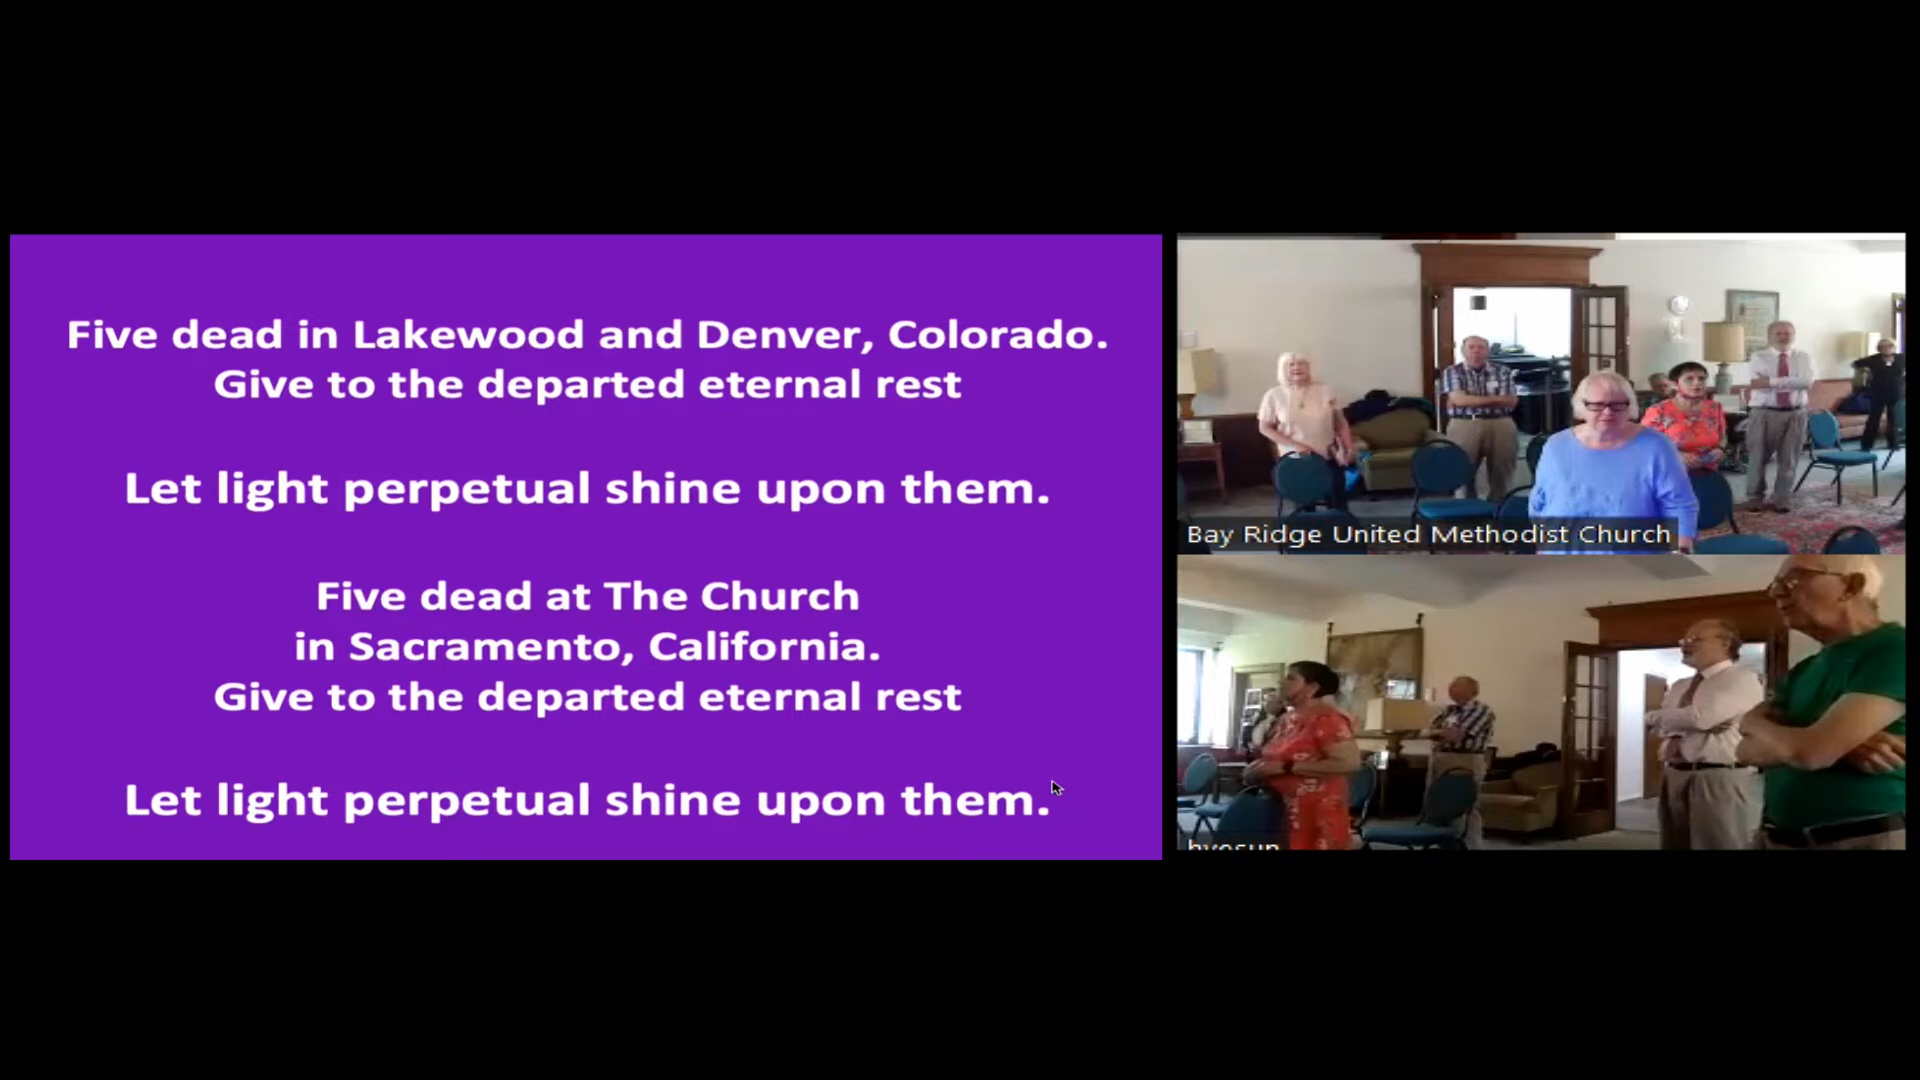 Five dead in Lakewood and Denver, Colorado.
Give to the departed eternal rest
Let light perpetual shine upon them.
Five dead at The Church
in Sacramento, California.
Give to the departed eternal rest
Let light perpetual shine upon them.
Bay Ridge United Methodist Church
hyesun